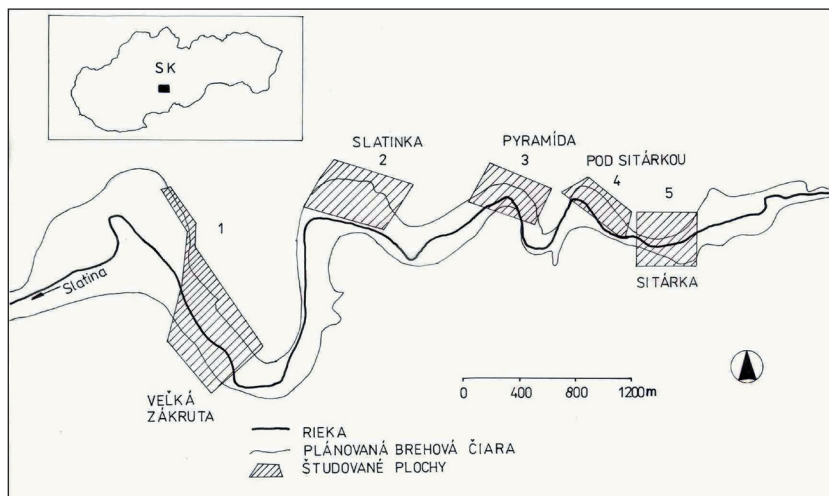 SK
SLATINKA
2
PYRAMÍDA
3
POD SITÁRKOU
4
5
SITÁRKA
1
Slatina
VEĽKÁ
ZÁKRUTA
0 400 800 1200m
RIEKA
PLÁNOVANÁ BREHOVÁ ČIARA
ŠTUDOVANÉ PLOCHY